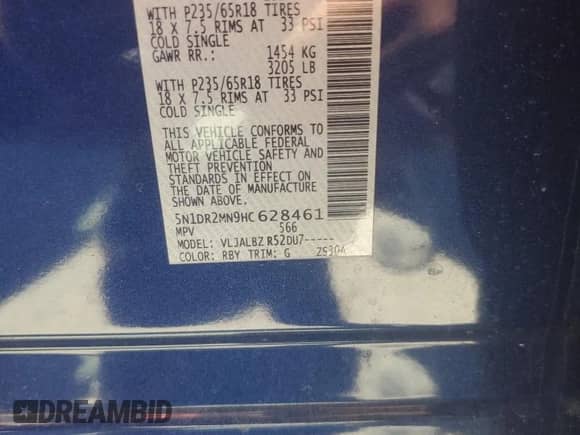 WITH P235/65R18 TIRES
18 X 7.5 RIMS AT 33 PSI
COLD SINGLE
GAWR RR.: 1454 KG
3205 LB
WITH P235/65R18 TIRES
18 X 7.5 RIMS AT 33 PSI
COLD SINGLE
THIS VEHICLE CONFORMS TO
ALL APPLICABLE FEDERAL
MOTOR VEHICLE SAFETY AND
THEFT PREVENTION
STANDARDS IN EFFECT ON
THE DATE OF MANUFACTURE
SHOWN ABOVE.
5N1DR2MN9HC628461
MPV 566
MODEL: VLJALBZ R52DU7-----
COLOR: RBY TRIM: G
DREAMBID